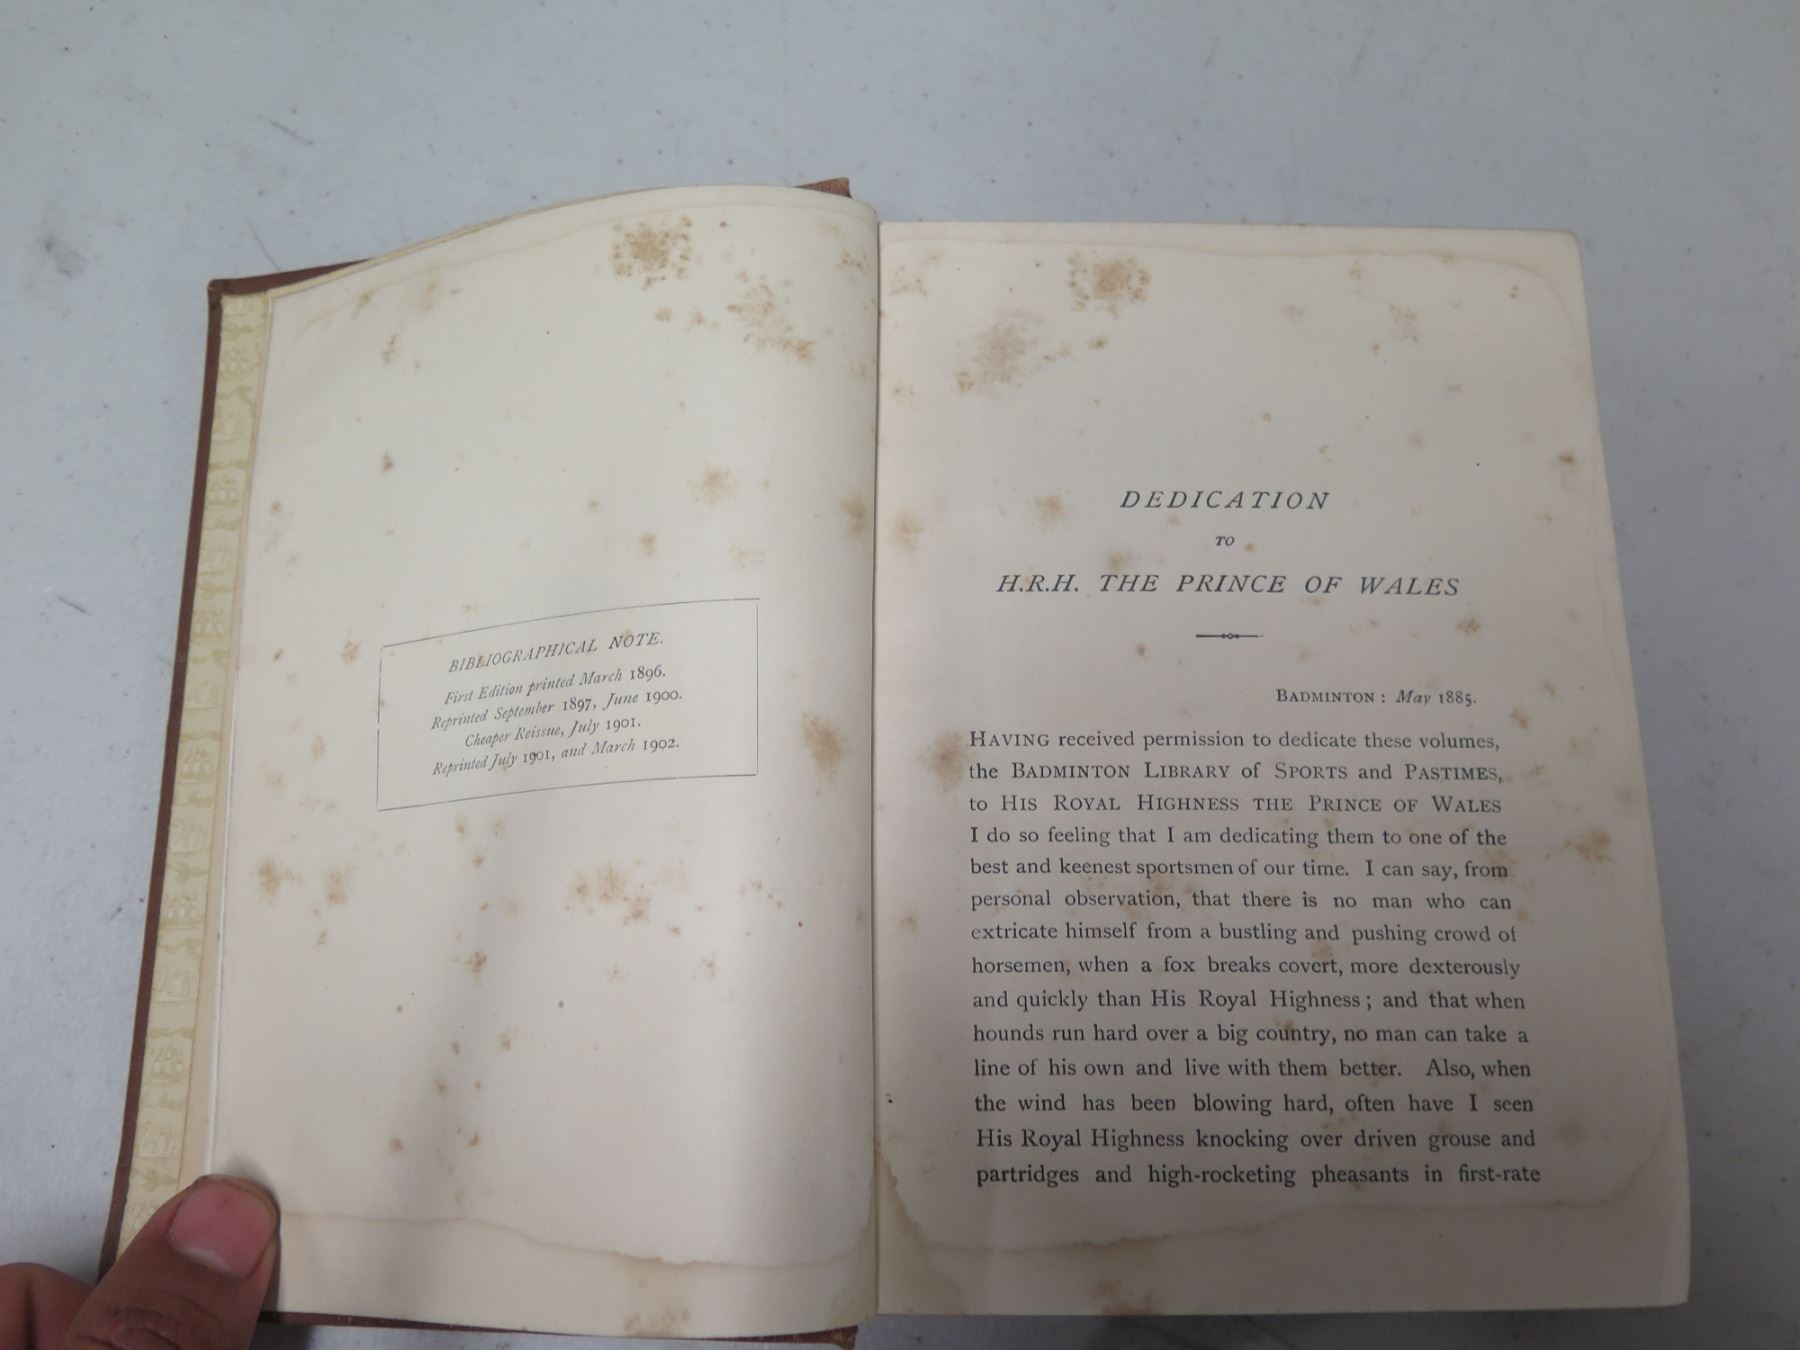 BIBLIOGRAPHICAL NOTE.
First Edition printed March 1896.
Reprinted September 1897, June 1900.
Cheaper Reissue, July 1901.
Reprinted July 1901, and March 1902.
DEDICATION
TO
H.R.H. THE PRINCE OF WALES
BADMINTON : May 1885.
HAVING received permission to dedicate these volumes,
the BADMINTON LIBRARY of SPORTS and PASTIMES,
to HIS ROYAL HIGHNESS THE PRINCE OF WALES
I do so feeling that I am dedicating them to one of the
best and keenest sportsmen of our time. I can say, from
personal observation, that there is no man who can
extricate himself from a bustling and pushing crowd of
horsemen, when a fox breaks covert, more dexterously
and quickly than His Royal Highness ; and that when
hounds run hard over a big country, no man can take a
line of his own and live with them better. Also, when
the wind has been blowing hard, often have I seen
His Royal Highness knocking over driven grouse and
partridges and high-rocketing pheasants in first-rate